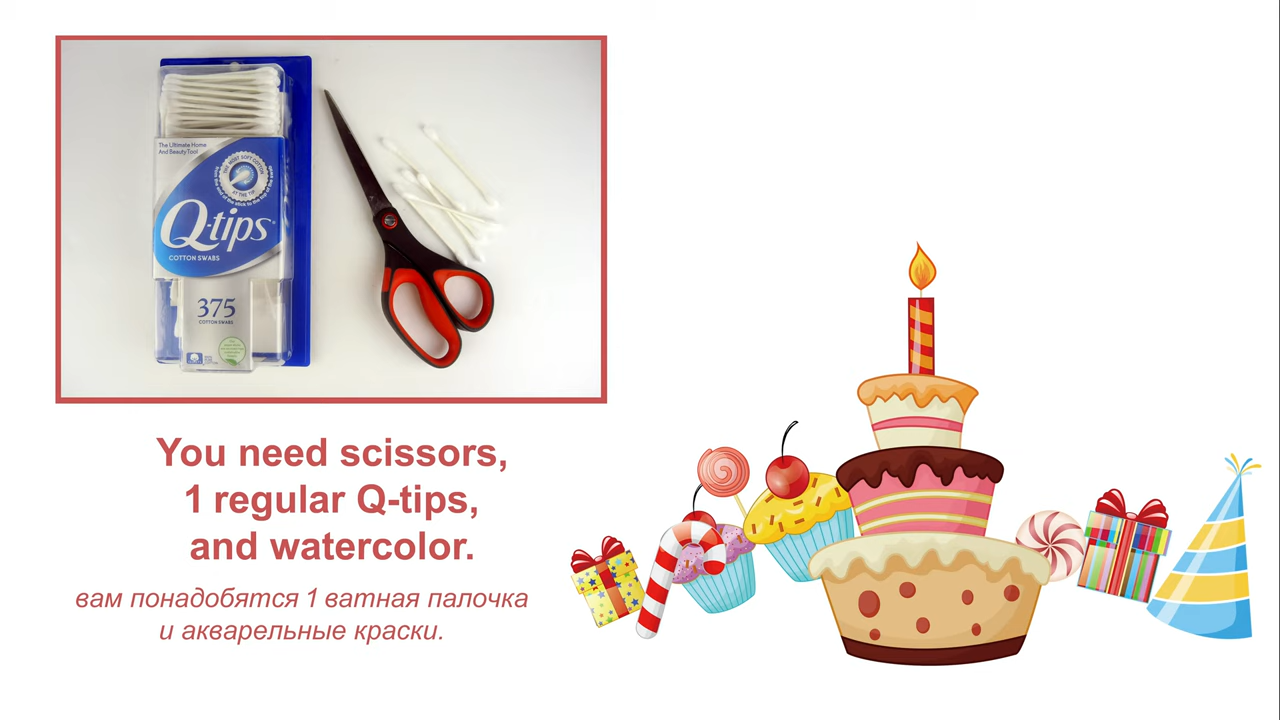 The Ultimate Home
And Beauty Tool
Q-tips
COTTON SWABS
375
COTTON SWABS
You need scissors,
1 regular Q-tips,
and watercolor.
вам понадобятся 1 ватная палочка
и акварельные краски.